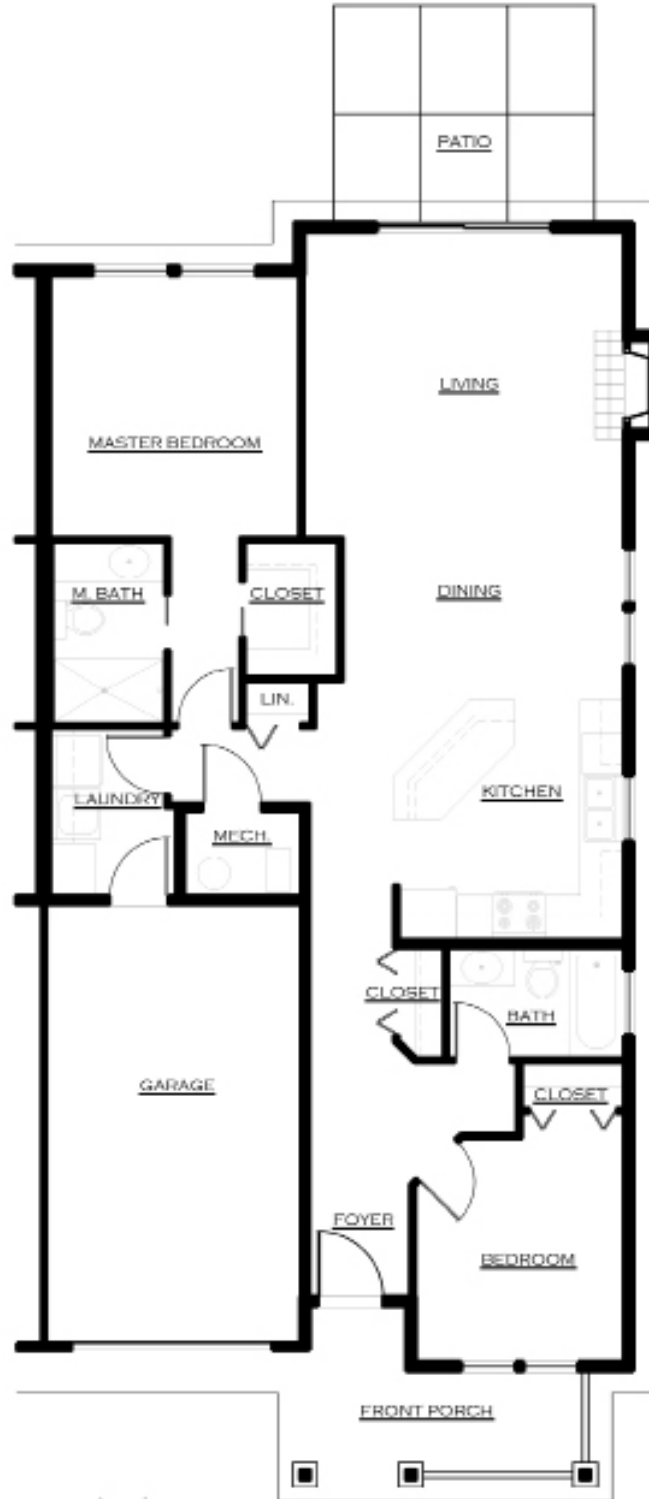 PATIO
LIVING
MASTER BEDROOM
M. BATH
CLOSET
DINING
LIN.
LAUNDRY
KITCHEN
MECH.
CLOSET
BATH
GARAGE
CLOSET
FOYER
BEDROOM
FRONT PORCH